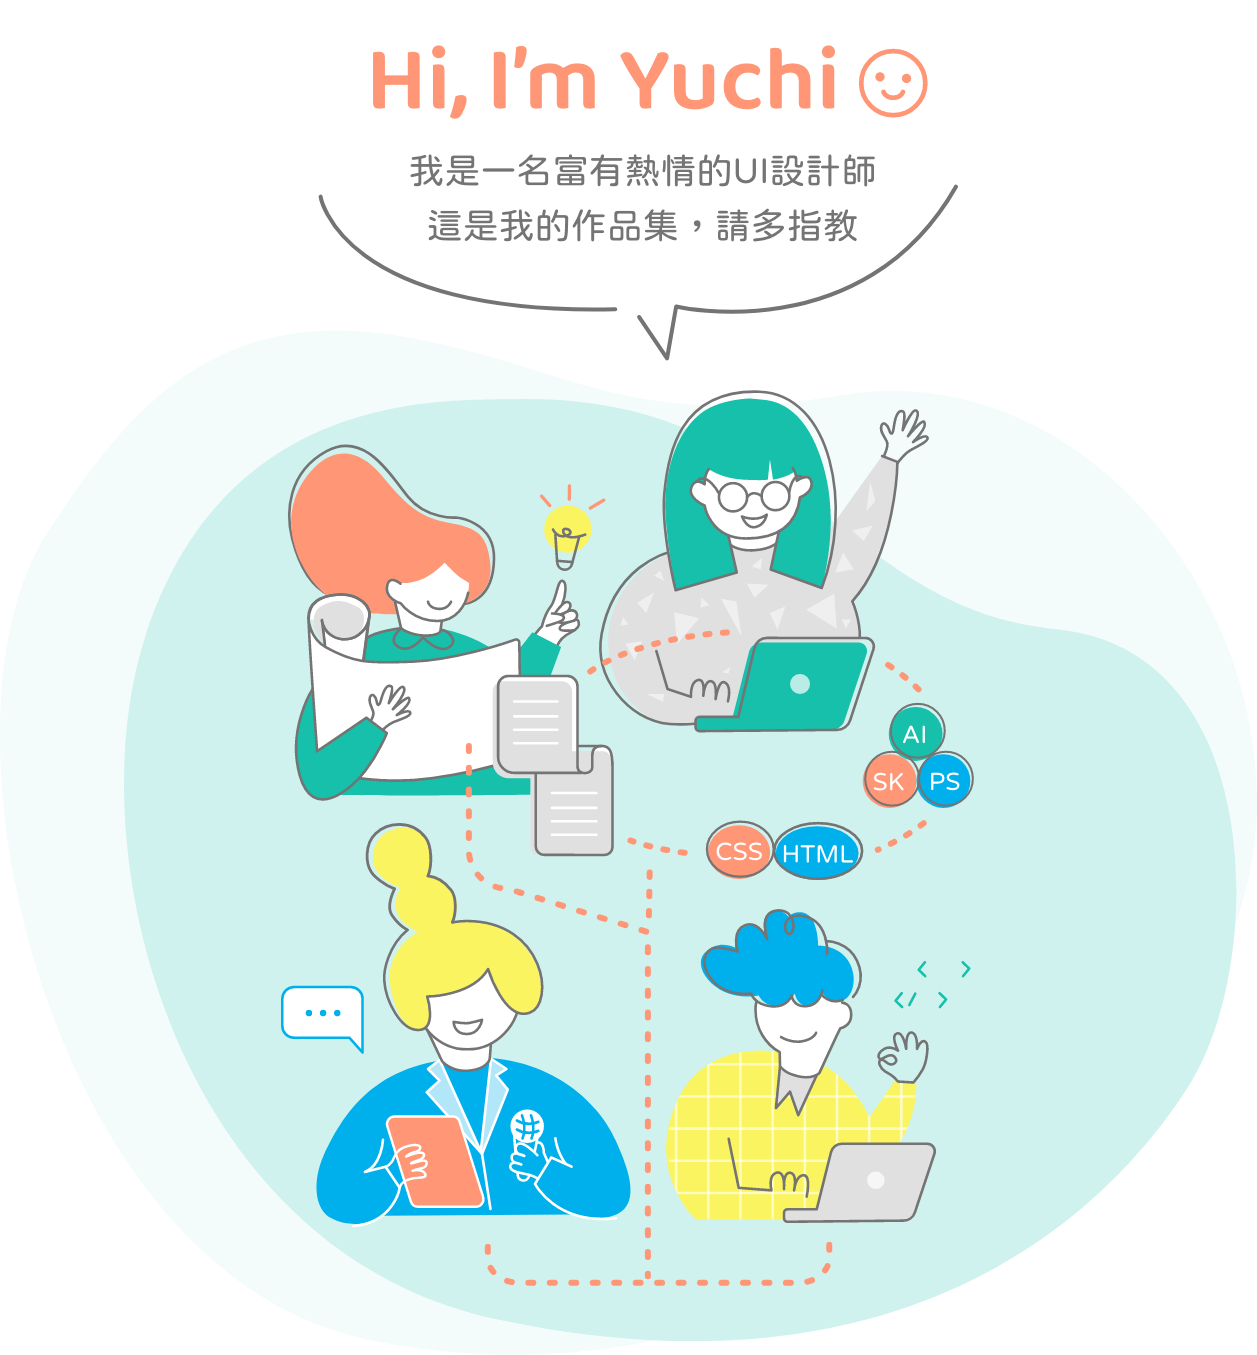 Hi, I'm Yuchi
我是一名富有熱情的UI設計師
這是我的作品集，請多指教
AI
SK PS
CSS HTML
< >
</ >